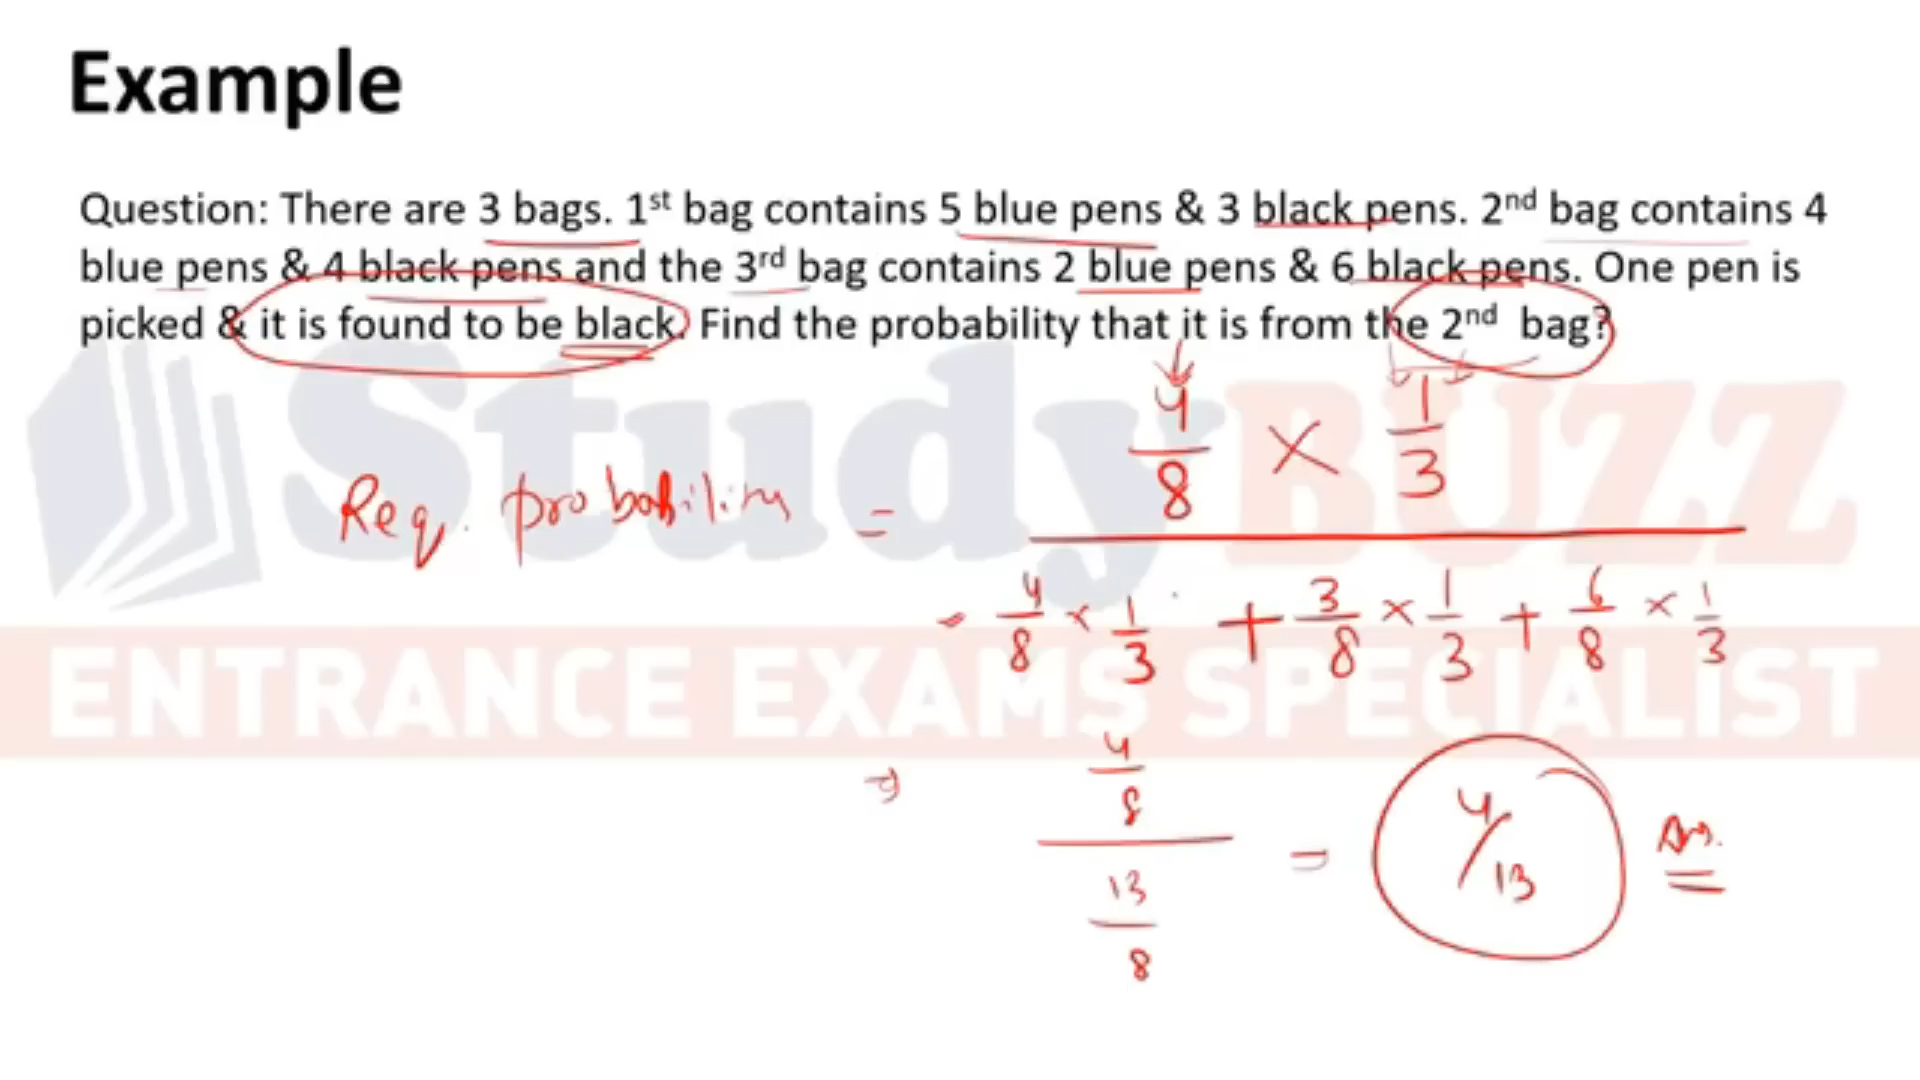 Example
Question: There are 3 bags. 1st bag contains 5 blue pens & 3 black pens. 2nd bag contains 4
blue pens & 4 black pens and the 3rd bag contains 2 blue pens & 6 black pens. One pen is
picked & it is found to be black. Find the probability that it is from the 2nd bag?
StudyBUZZ
ENTRANCE EXAMS SPECIALIST
4/8 × 1/3
Req. probability =
= 4/8 × 1/3 + 3/8 × 1/3 + 6/8 × 1/3
⇒ 4/8 / 13/8 = 4/13 Ans.